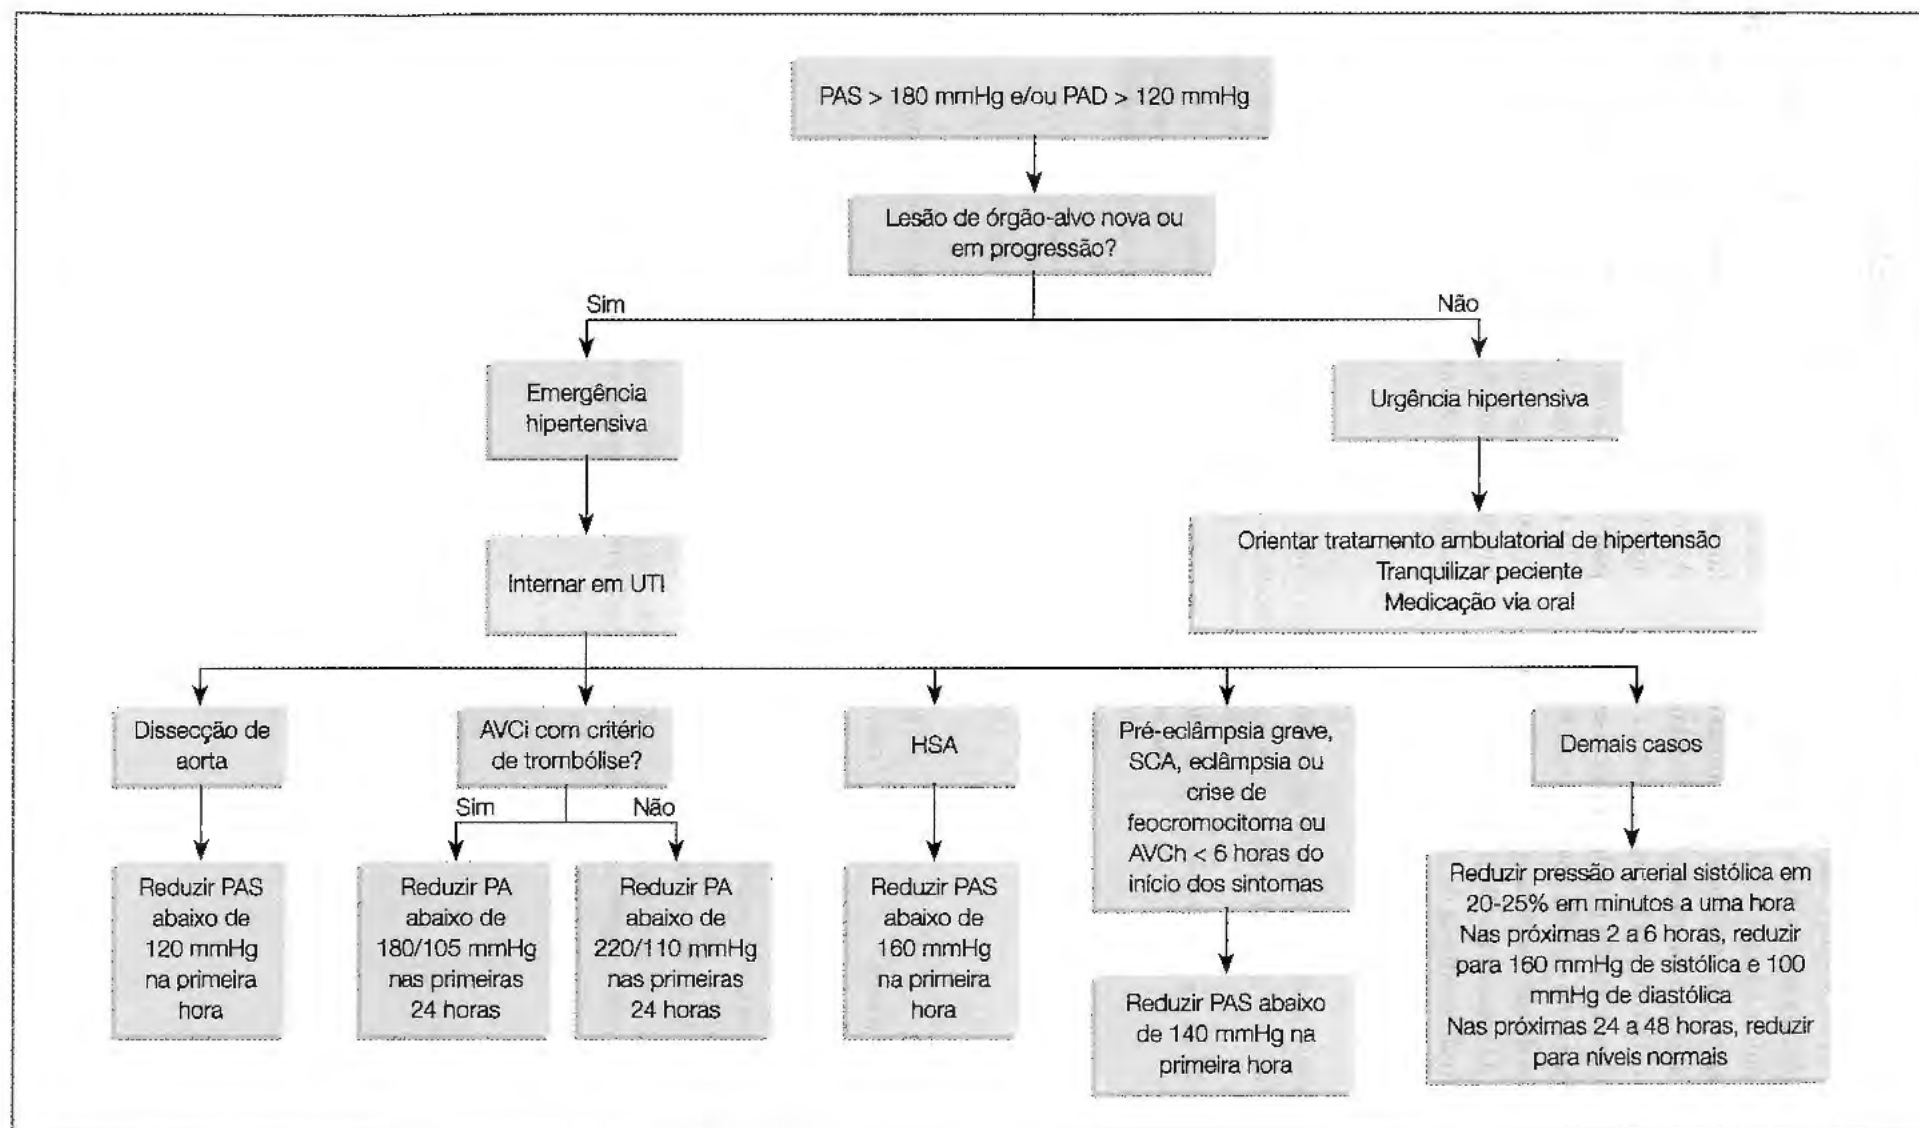 PAS > 180 mmHg e/ou PAD > 120 mmHg
Lesão de órgão-alvo nova ou
em progressão?
Sim
Não
Emergência
hipertensiva
Urgência hipertensiva
Internar em UTI
Orientar tratamento ambulatorial de hipertensão
Tranquilizar peciente
Medicação via oral
Dissecção de
aorta
AVCi com critério
de trombólise?
Sim
Não
HSA
Pré-eclâmpsia grave,
SCA, eclâmpsia ou
crise de
feocromocitoma ou
AVCh < 6 horas do
início dos sintomas
Demais casos
Reduzir PAS
abaixo de
120 mmHg
na primeira
hora
Reduzir PA
abaixo de
180/105 mmHg
nas primeiras
24 horas
Reduzir PA
abaixo de
220/110 mmHg
nas primeiras
24 horas
Reduzir PAS
abaixo de
160 mmHg
na primeira
hora
Reduzir PAS abaixo
de 140 mmHg na
primeira hora
Reduzir pressão arterial sistólica em
20-25% em minutos a uma hora
Nas próximas 2 a 6 horas, reduzir
para 160 mmHg de sistólica e 100
mmHg de diastólica
Nas próximas 24 a 48 horas, reduzir
para níveis normais